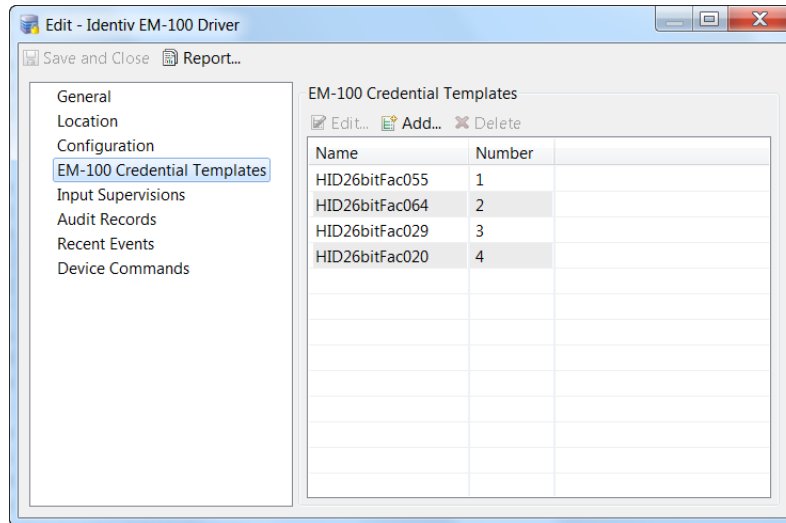 Edit - Identiv EM-100 Driver
Save and Close Report...
General
Location
Configuration
EM-100 Credential Templates
Input Supervisions
Audit Records
Recent Events
Device Commands
EM-100 Credential Templates
Edit... Add... Delete
Name Number
HID26bitFac055 1
HID26bitFac064 2
HID26bitFac029 3
HID26bitFac020 4